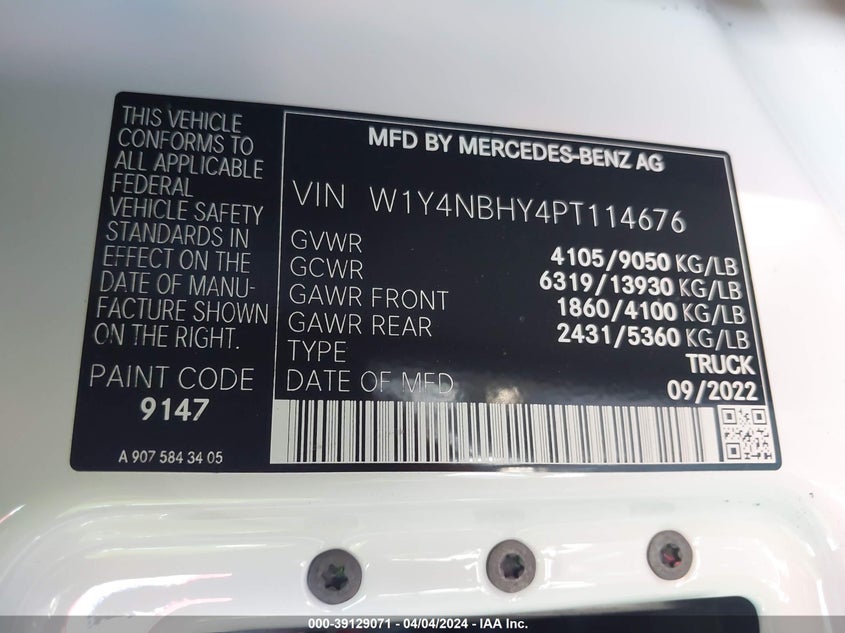 THIS VEHICLE
CONFORMS TO
ALL APPLICABLE
FEDERAL
VEHICLE SAFETY
STANDARDS IN
EFFECT ON THE
DATE OF MANU-
FACTURE SHOWN
ON THE RIGHT.
PAINT CODE
9147
A 907 584 34 05
MFD BY MERCEDES-BENZ AG
VIN W1Y4NBHY4PT114676
GVWR 4105/9050 KG/LB
GCWR 6319/13930 KG/LB
GAWR FRONT 1860/4100 KG/LB
GAWR REAR 2431/5360 KG/LB
TYPE TRUCK
DATE OF MFD 09/2022
000-39129071 - 04/04/2024 - IAA Inc.